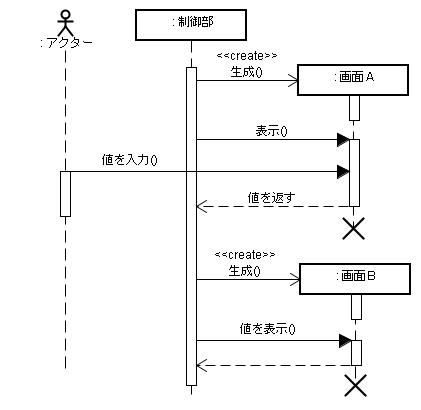 : 制御部
: アクター
<<create>>
生成()
: 画面A
表示()
値を入力()
値を返す
<<create>>
生成()
: 画面B
値を表示()